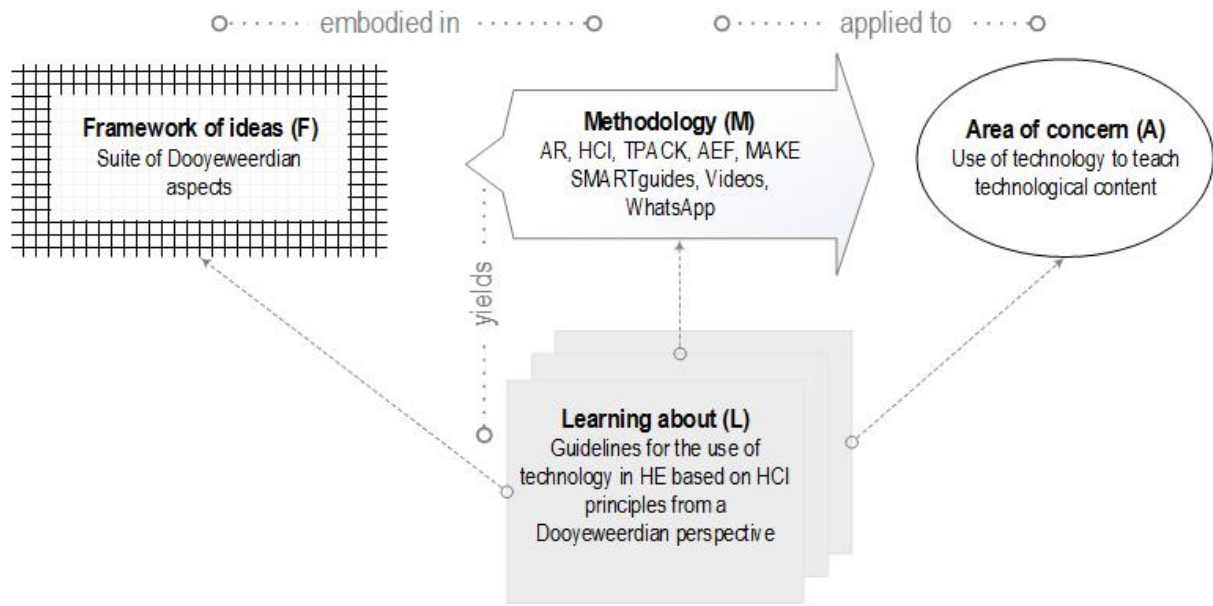 embodied in
applied to
Framework of ideas (F)
Suite of Dooyeweerdian
aspects
Methodology (M)
AR, HCI, TPACK, AEF, MAKE
SMARTguides, Videos,
WhatsApp
Area of concern (A)
Use of technology to teach
technological content
yields
Learning about (L)
Guidelines for the use of
technology in HE based on HCI
principles from a
Dooyeweerdian perspective